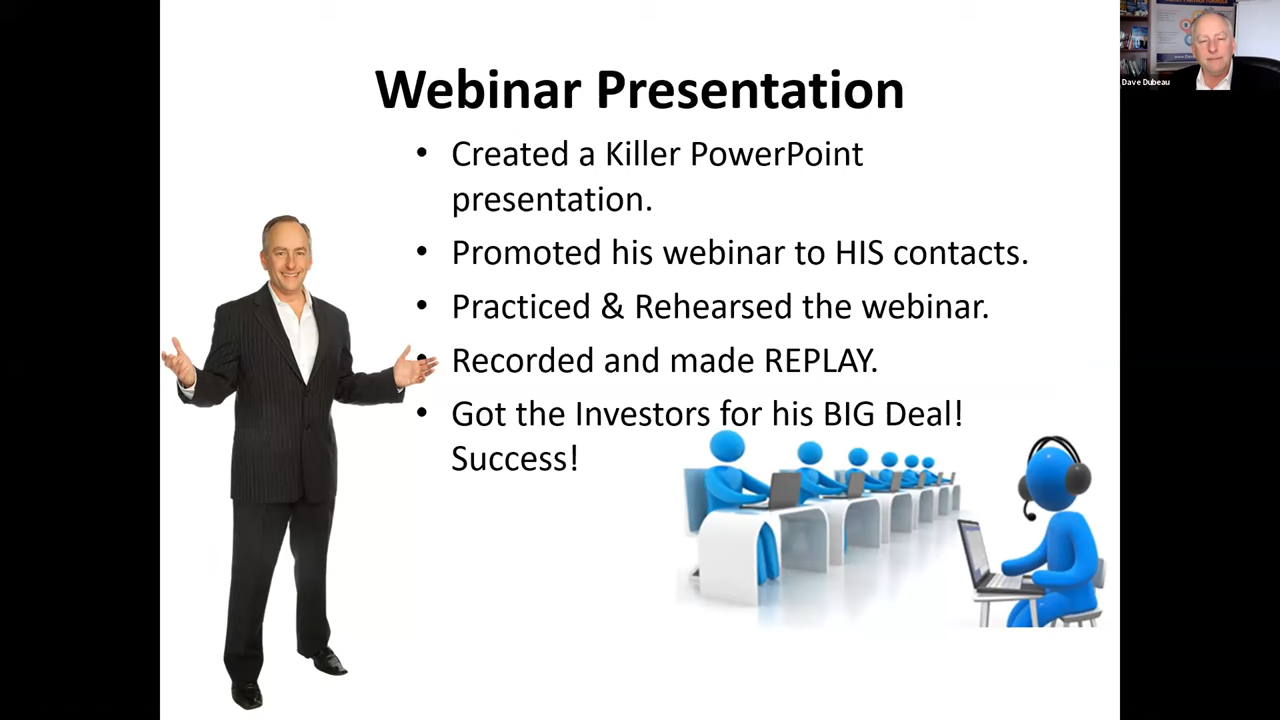 Webinar Presentation
• Created a Killer PowerPoint
presentation.
• Promoted his webinar to HIS contacts.
• Practiced & Rehearsed the webinar.
• Recorded and made REPLAY.
• Got the Investors for his BIG Deal!
Success!
Dave Dubeau